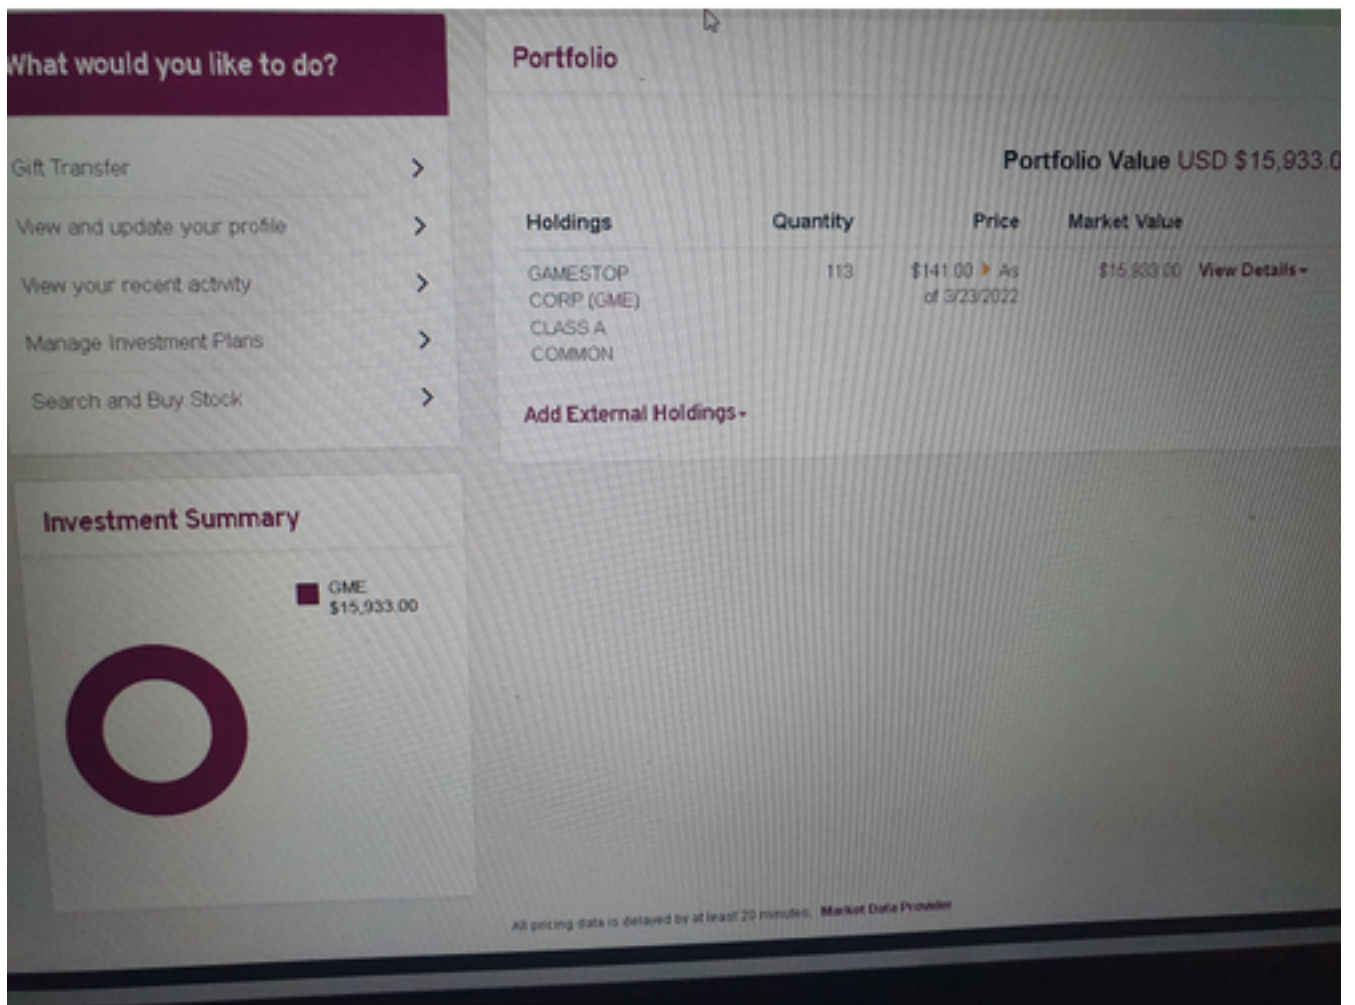 What would you like to do?
Gift Transfer
View and update your profile
View your recent activity
Manage Investment Plans
Search and Buy Stock
Investment Summary
GME
$15,933.00
Portfolio
Portfolio Value USD $15,933.0
Holdings Quantity Price Market Value
GAMESTOP 113 $141.00 As $15,933.00 View Details
CORP (GME) of 3/23/2022
CLASS A
COMMON
Add External Holdings
All pricing data is delayed by at least 20 minutes. Market Data Provider